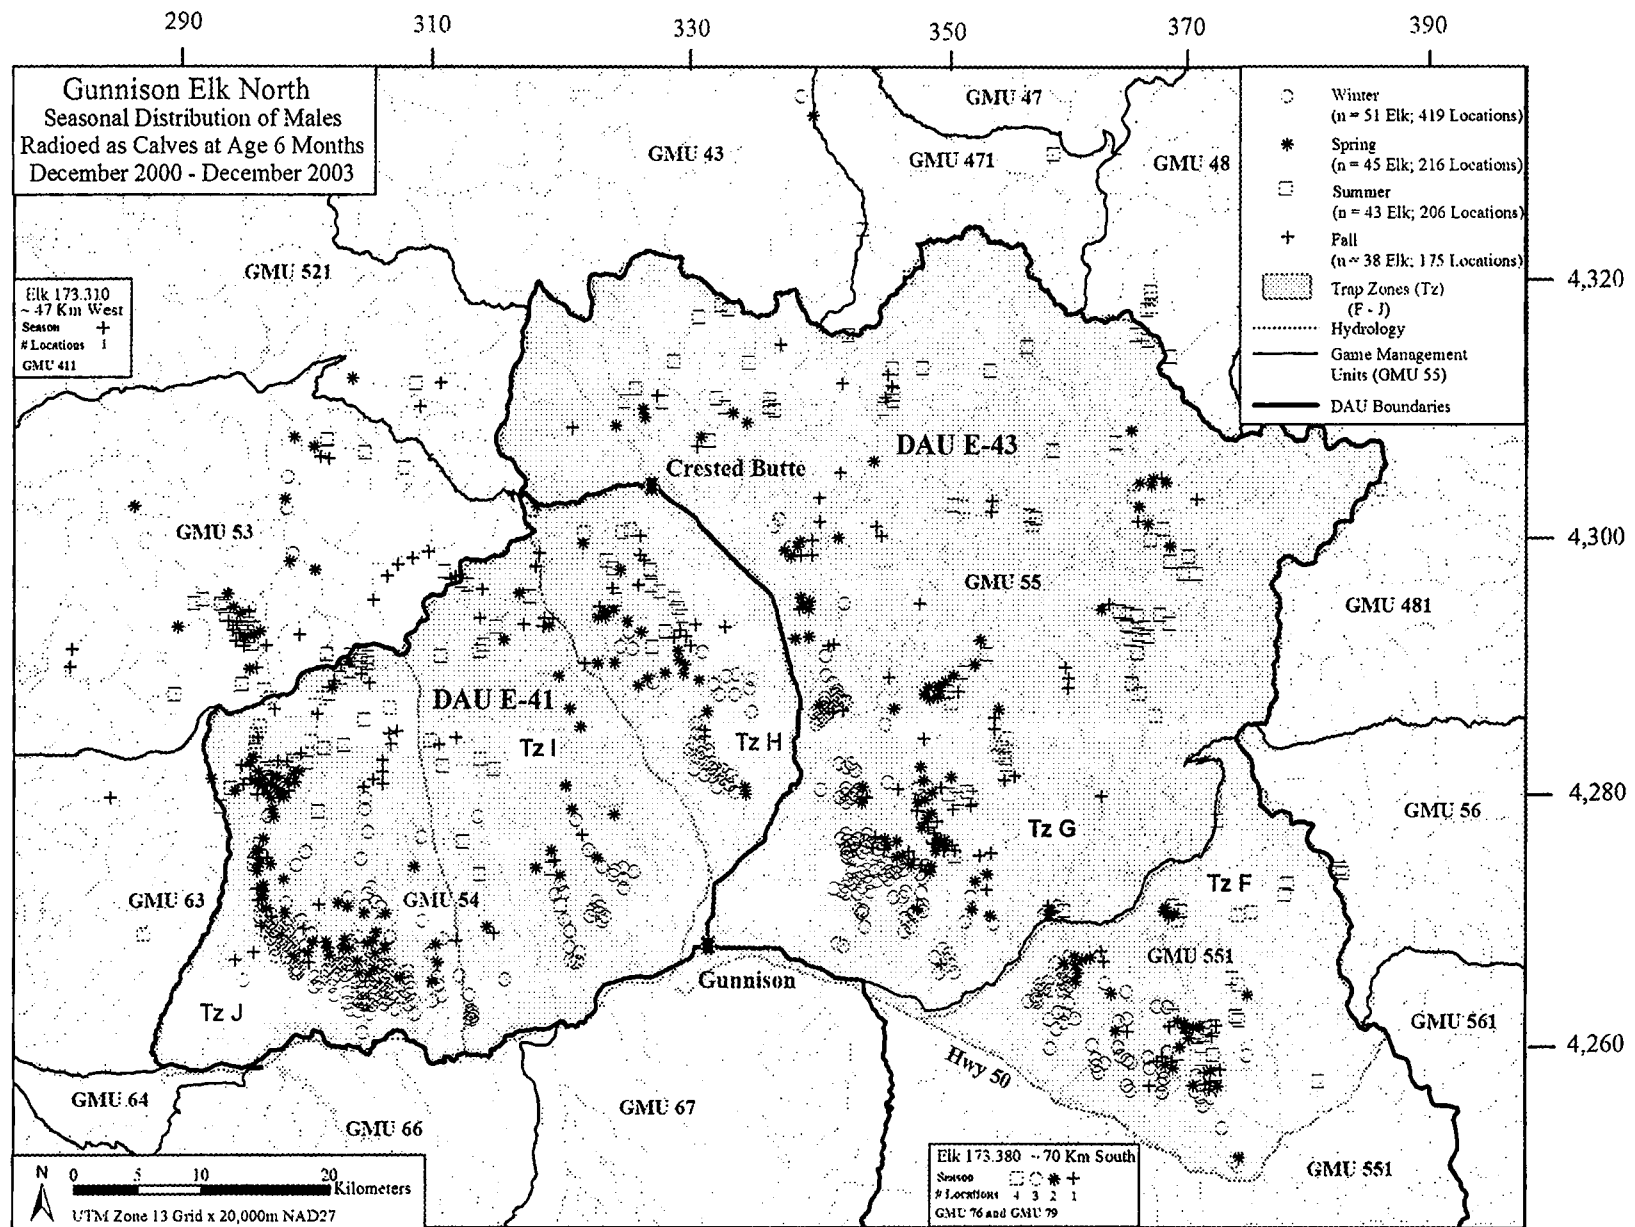 290 310 330 350 370 390
Gunnison Elk North
Seasonal Distribution of Males
Radioed as Calves at Age 6 Months
December 2000 - December 2003
Winter
(n = 51 Elk; 419 Locations)
Spring
(n = 45 Elk; 216 Locations)
Summer
(n = 43 Elk; 206 Locations)
Fall
(n = 38 Elk; 175 Locations)
Trap Zones (Tz)
(F - J)
Hydrology
Game Management
Units (GMU 55)
DAU Boundaries
GMU 47
GMU 43
GMU 471
GMU 48
GMU 521
4,320
Elk 173.310
~ 47 Km West
Season +
# Locations 1
GMU 411
DAU E-43
Crested Butte
GMU 53
4,300
GMU 55
GMU 481
DAU E-41
Tz I
Tz H
4,280
GMU 56
Tz G
Tz F
GMU 63
GMU 54
GMU 551
Gunnison
Tz J
GMU 561
4,260
Hwy 50
GMU 64
GMU 67
GMU 66
GMU 551
Elk 173.380 ~ 70 Km South
Season
# Locations 4 3 2 1
GMU 76 and GMU 79
N
0 5 10 20
Kilometers
UTM Zone 13 Grid x 20,000m NAD27